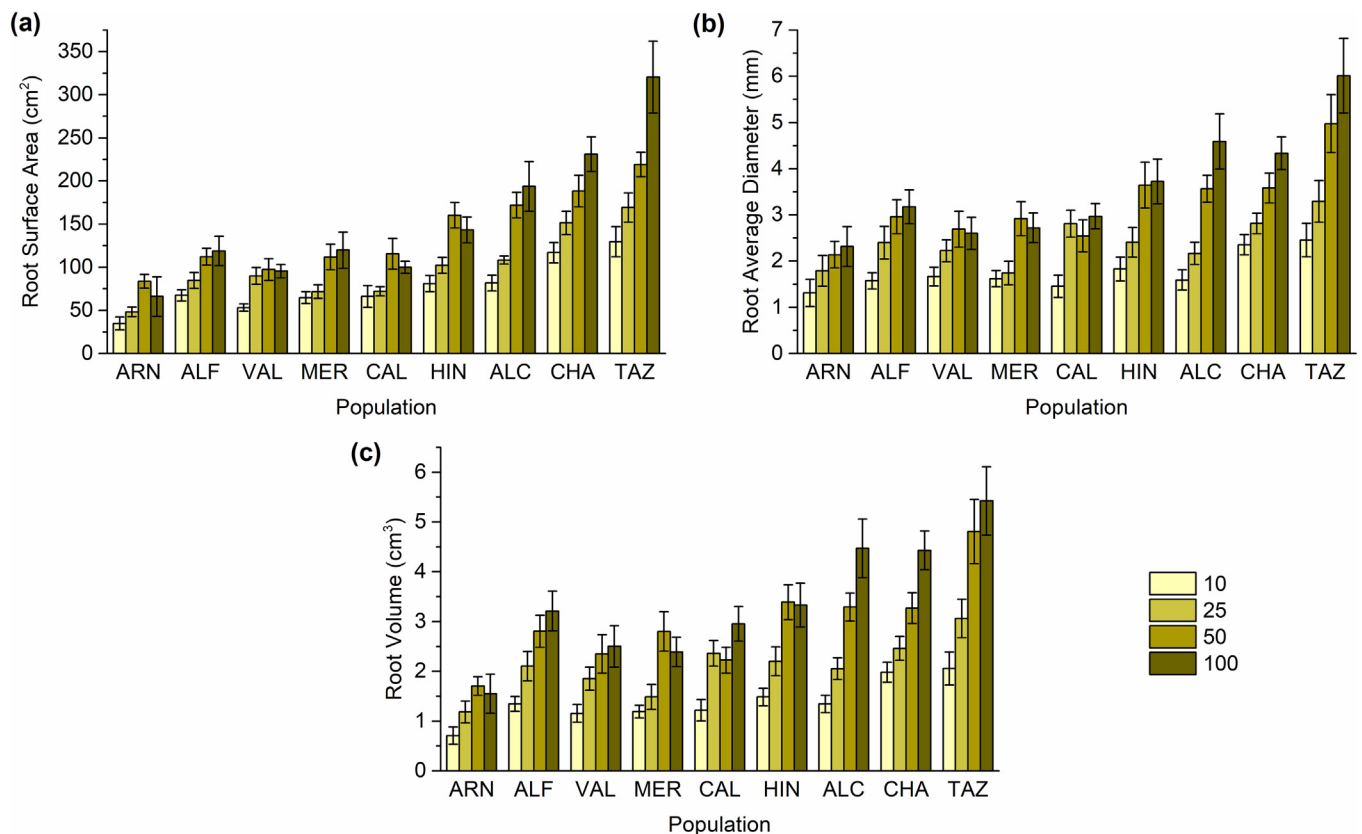 (a)
Root Surface Area (cm²)
350
300
250
200
150
100
50
0
ARN ALF VAL MER CAL HIN ALC CHA TAZ
Population
(b)
Root Average Diameter (mm)
7
6
5
4
3
2
1
0
ARN ALF VAL MER CAL HIN ALC CHA TAZ
Population
(c)
Root Volume (cm³)
6
5
4
3
2
1
0
ARN ALF VAL MER CAL HIN ALC CHA TAZ
Population
10
25
50
100